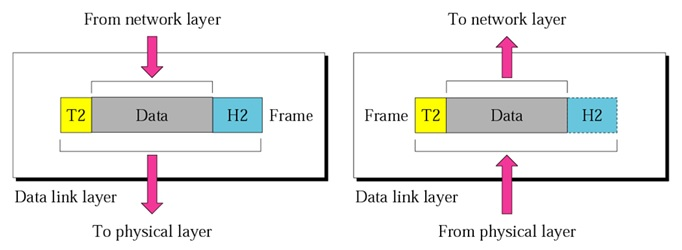 From network layer
T2 Data H2 Frame
Data link layer
To physical layer
To network layer
Frame T2 Data H2
Data link layer
From physical layer